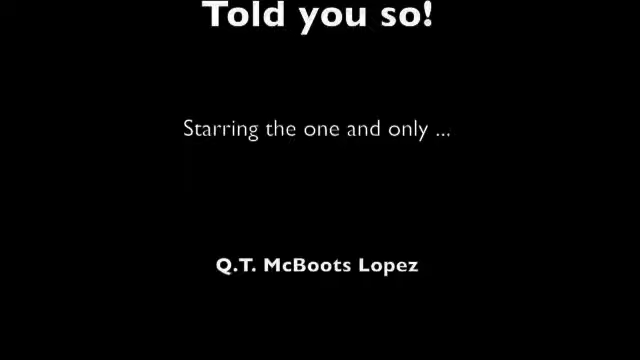 Told you so!
Starring the one and only ...
Q.T. McBoots Lopez